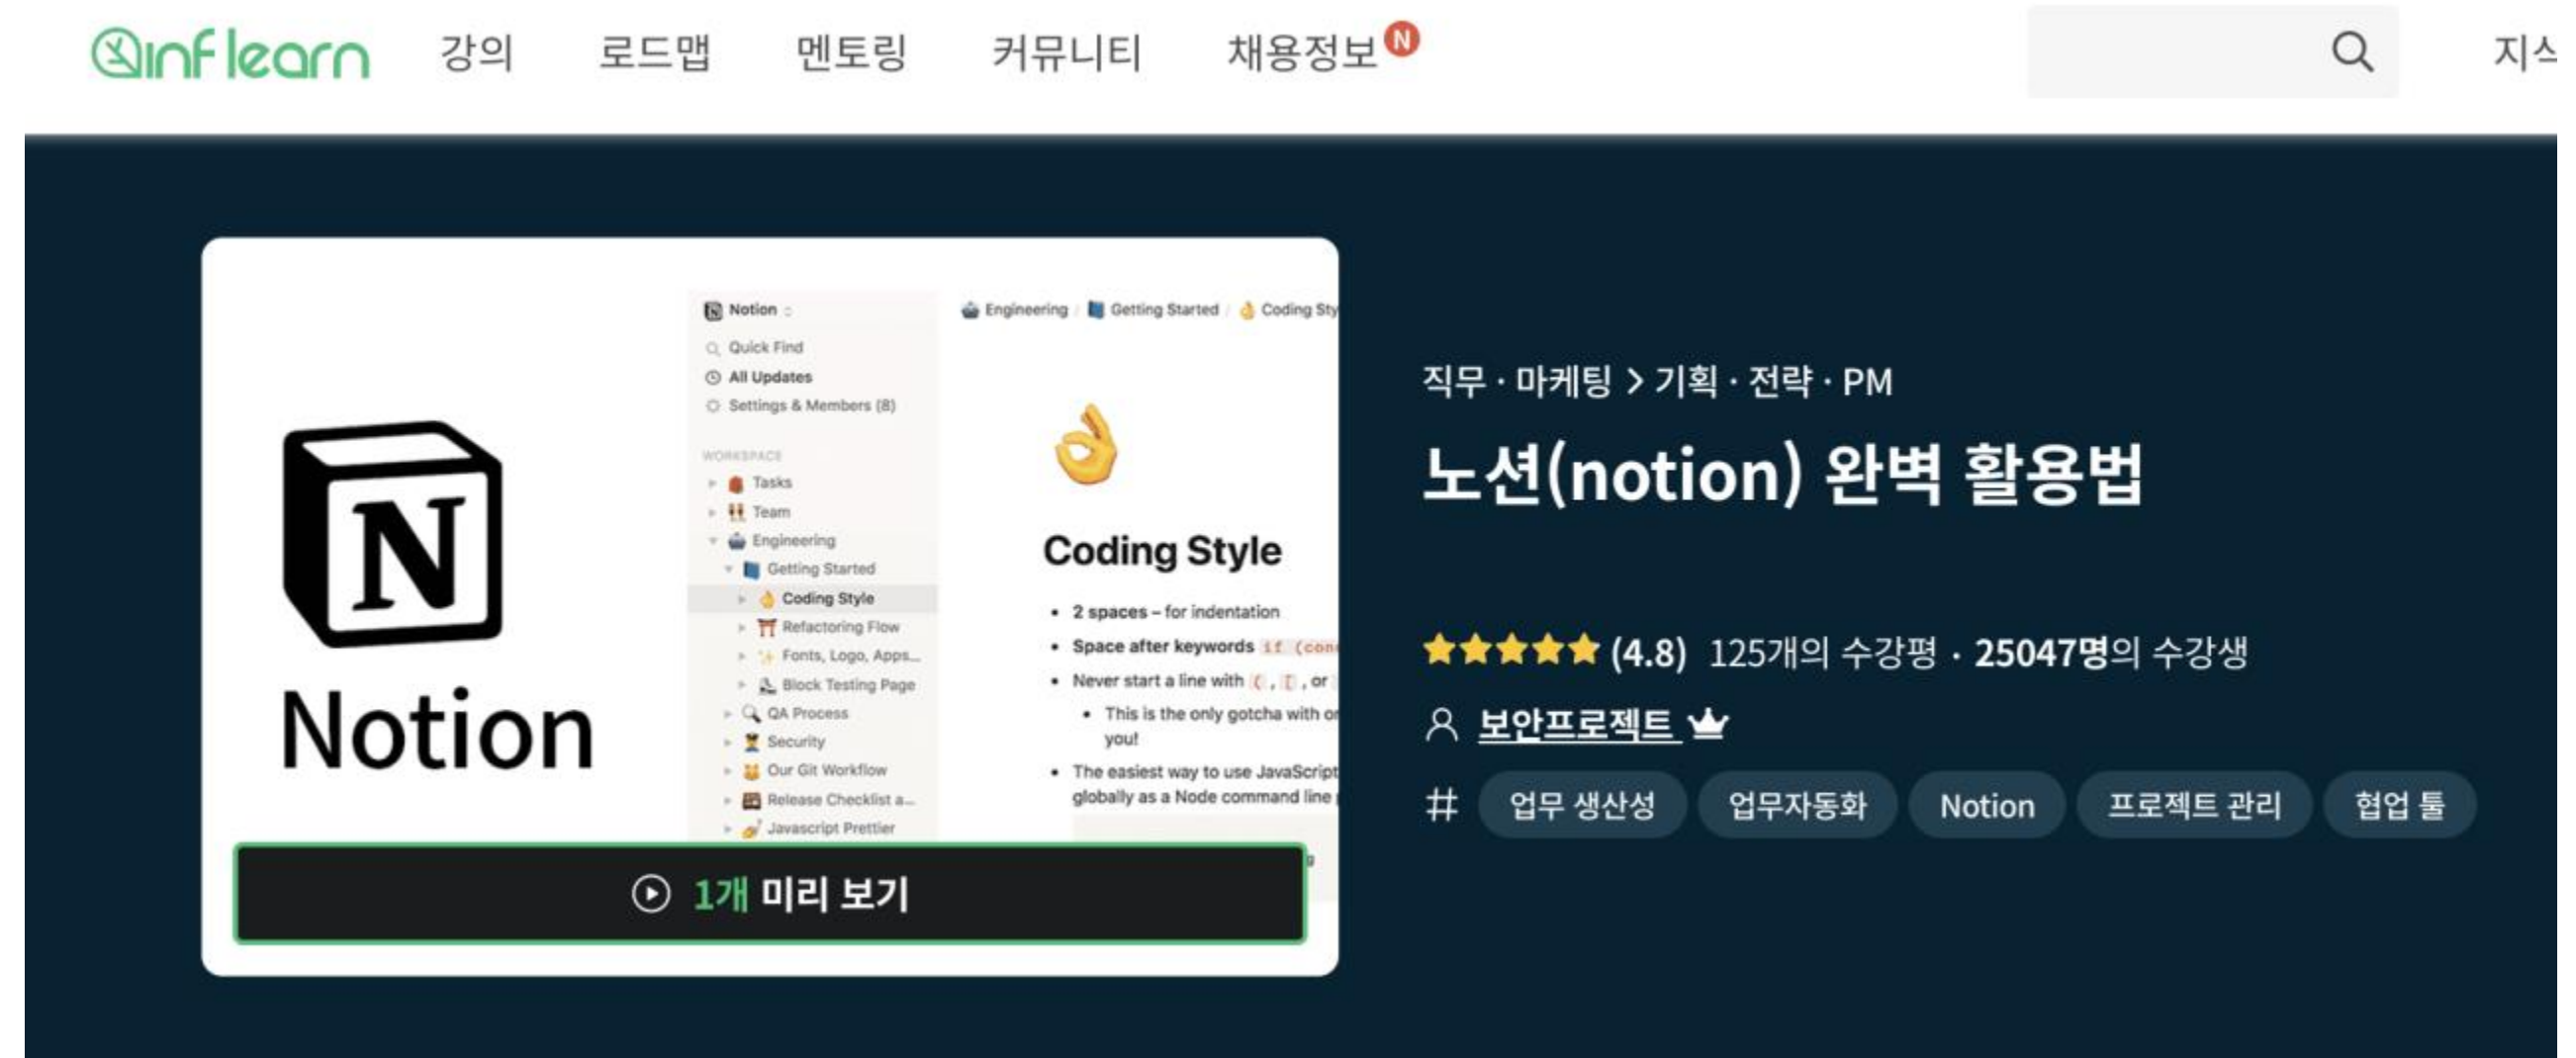 inflearn 강의 로드맵 멘토링 커뮤니티 채용정보 N 지식
Notion
Quick Find
All Updates
Settings & Members (8)
WORKSPACE
Tasks
Team
Engineering
Getting Started
Coding Style
Refactoring Flow
Fonts, Logo, Apps...
Block Testing Page
QA Process
Security
Our Git Workflow
Release Checklist a...
Javascript Prettier
Engineering / Getting Started / Coding Sty
Coding Style
• 2 spaces – for indentation
• Space after keywords if (con
• Never start a line with ( , [ , or
• This is the only gotcha with
you!
• The easiest way to use JavaScript
globally as a Node command line
N
Notion
1개 미리 보기
직무 · 마케팅 > 기획 · 전략 · PM
노션(notion) 완벽 활용법
★★★★★ (4.8) 125개의 수강평 · 25047명의 수강생
보안프로젝트
# 업무 생산성 업무자동화 Notion 프로젝트 관리 협업 툴